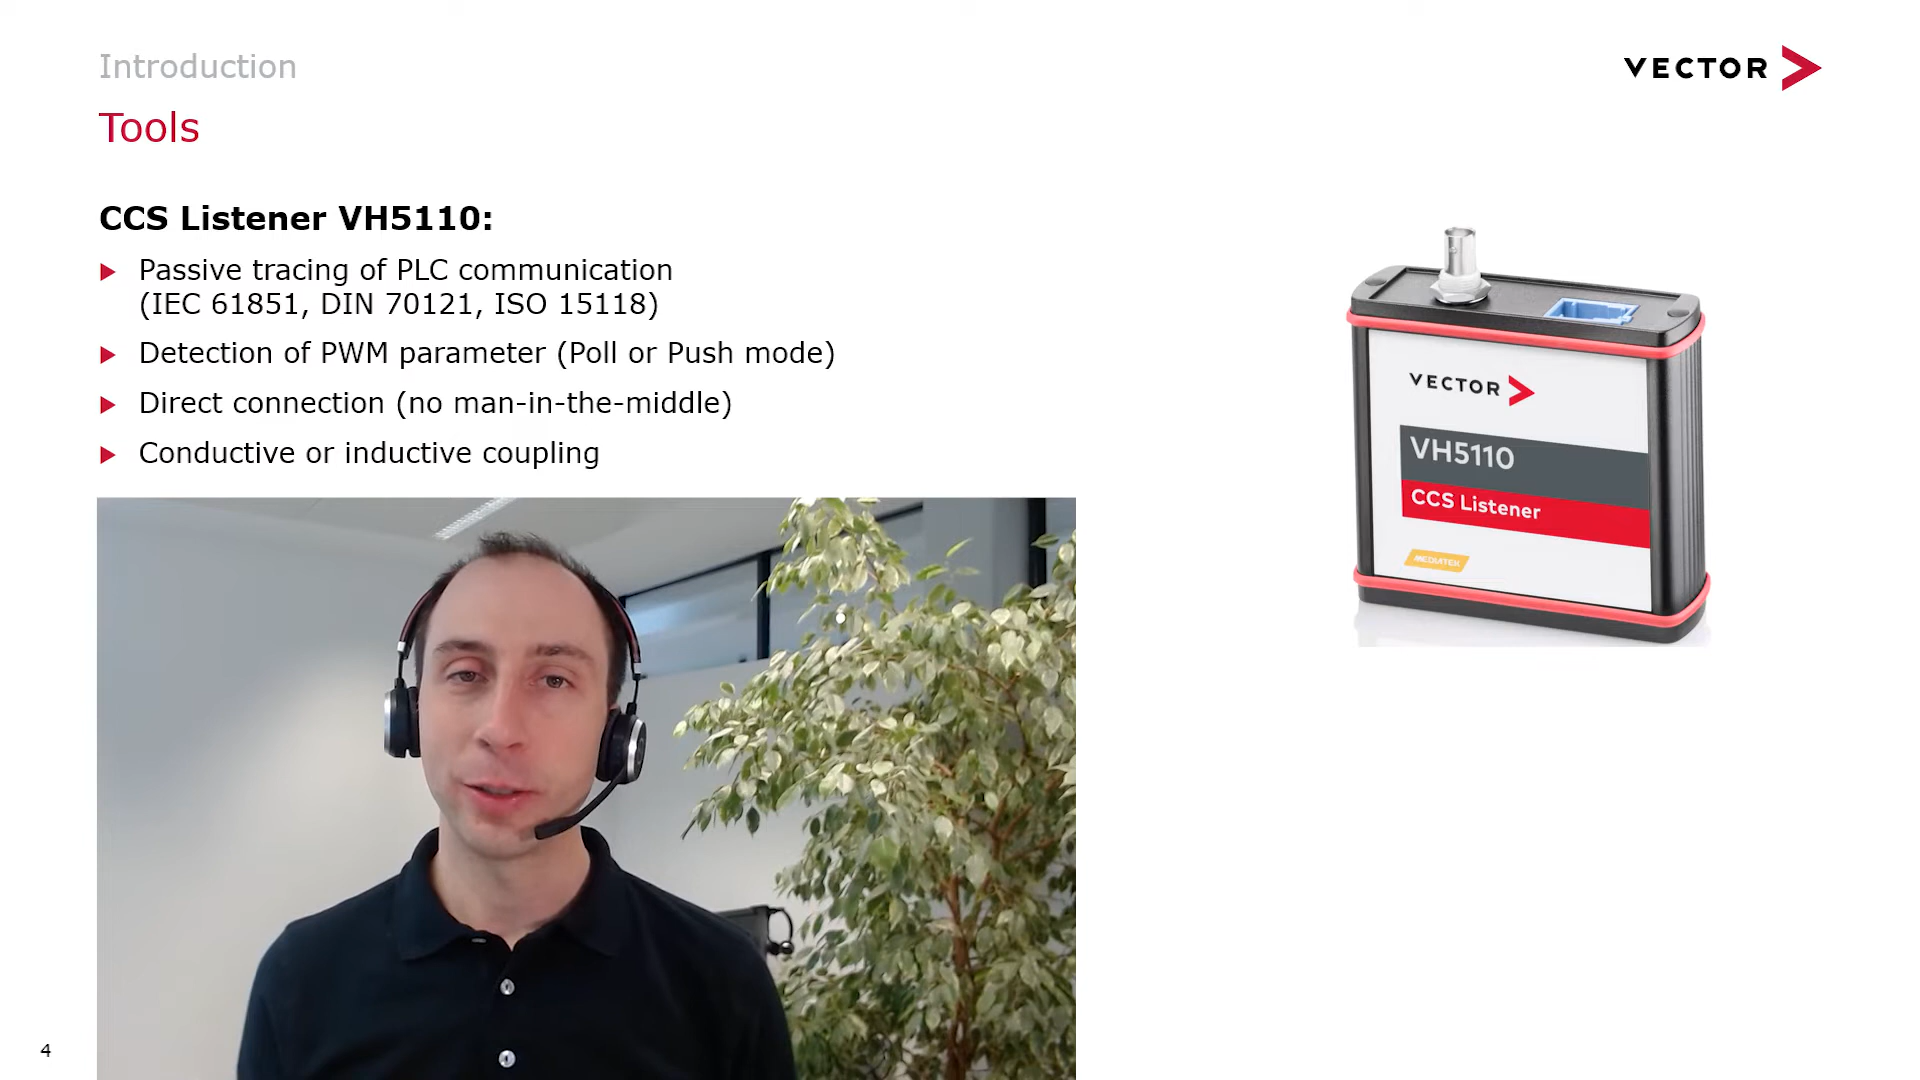 Introduction
VECTOR
Tools
CCS Listener VH5110:
Passive tracing of PLC communication
(IEC 61851, DIN 70121, ISO 15118)
Detection of PWM parameter (Poll or Push mode)
Direct connection (no man-in-the-middle)
Conductive or inductive coupling
VECTOR
VH5110
CCS Listener
MEDIATEK
4